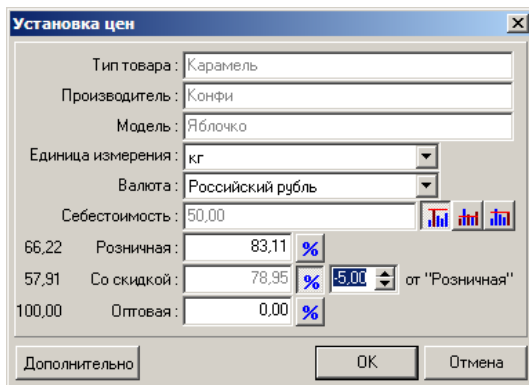 Установка цен
Тип товара : Карамель
Производитель : Конфи
Модель : Яблочко
Единица измерения : кг
Валюта : Российский рубль
Себестоимость : 50,00
66,22 Розничная : 83,11 %
57,91 Со скидкой : 78,95 % -5,00 от "Розничная"
100,00 Оптовая : 0,00 %
Дополнительно OK Отмена